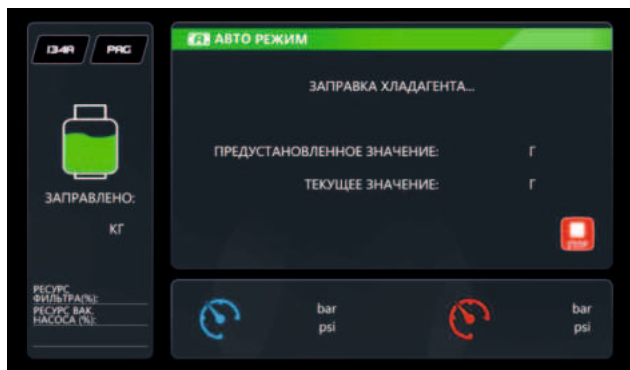 134A PAG
ЗАПРАВЛЕНО:
КГ
РЕСУРС
ФИЛЬТРА(%):
РЕСУРС ВАК.
НАСОСА (%):
A АВТО РЕЖИМ
ЗАПРАВКА ХЛАДАГЕНТА...
ПРЕДУСТАНОВЛЕННОЕ ЗНАЧЕНИЕ: Г
ТЕКУЩЕЕ ЗНАЧЕНИЕ: Г
STOP
bar
psi
bar
psi